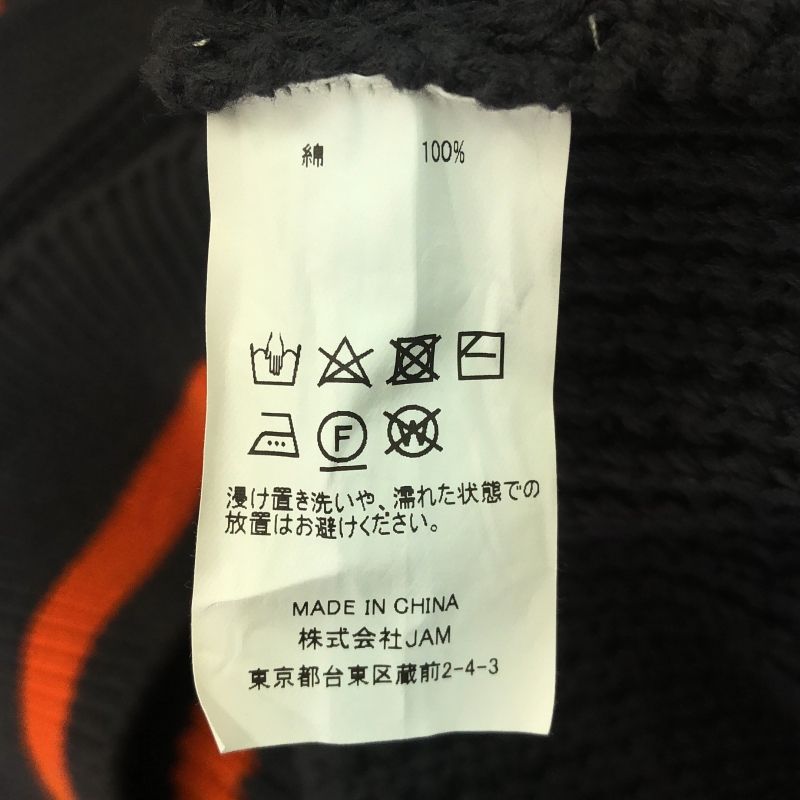 綿 100%
F
W
浸け置き洗いや、濡れた状態での
放置はお避けください。
MADE IN CHINA
株式会社JAM
東京都台東区蔵前2-4-3